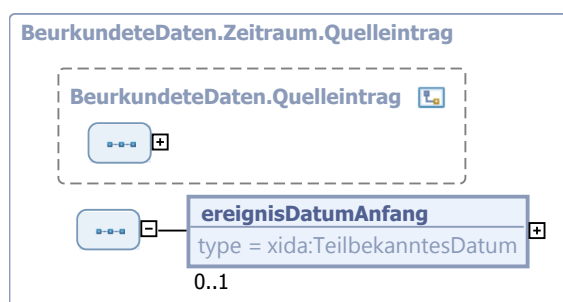 BeurkundeteDaten.Zeitraum.Quelleintrag
BeurkundeteDaten.Quelleintrag
ereignisDatumAnfang
type = xida:TeilbekanntesDatum
0..1